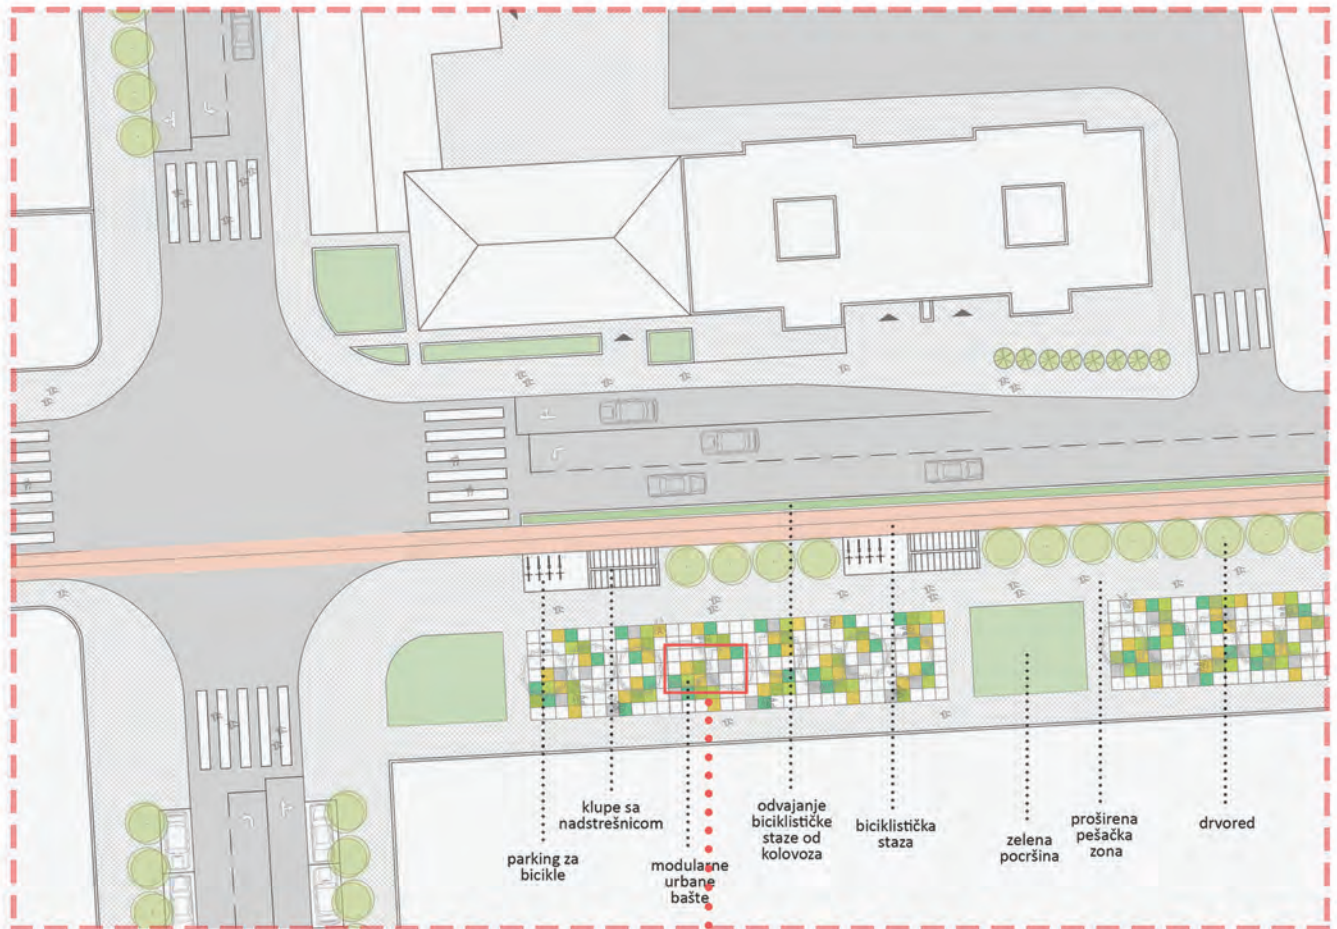 parking za
bicikle
klupe sa
nadstrešnicom
modularne
urbane
bašte
odvajanje
biciklističke
staze od
kolovoza
biciklistička
staza
zelena
pocršina
proširena
pešačka
zona
drvored